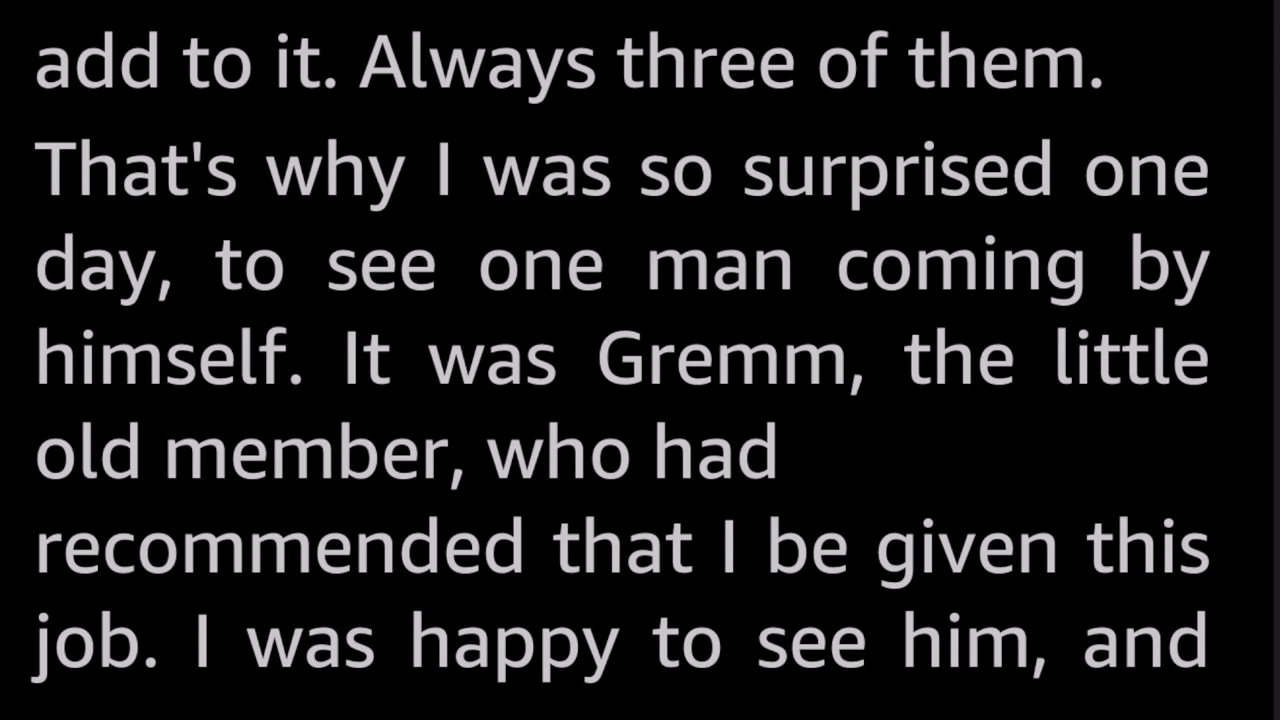 add to it. Always three of them.
That's why I was so surprised one
day, to see one man coming by
himself. It was Gremm, the little
old member, who had
recommended that I be given this
job. I was happy to see him, and